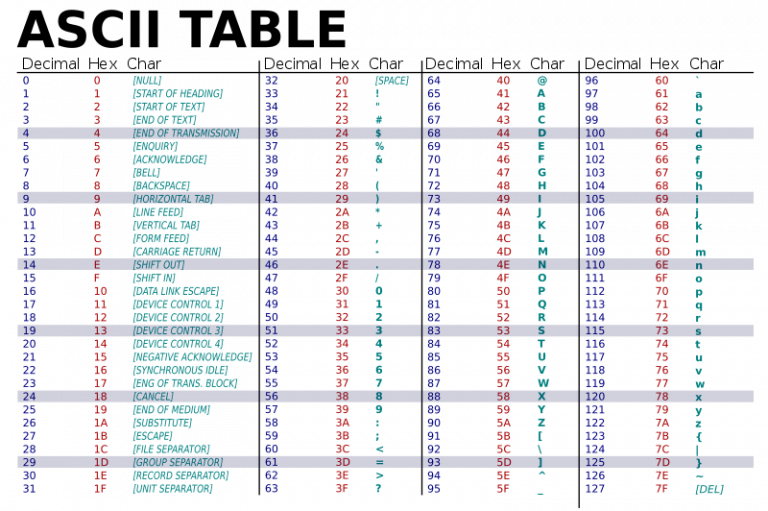 ASCII TABLE
Decimal Hex Char Decimal Hex Char Decimal Hex Char Decimal Hex Char
0 0 [NULL] 32 20 [SPACE] 64 40 @ 96 60 `
1 1 [START OF HEADING] 33 21 ! 65 41 A 97 61 a
2 2 [START OF TEXT] 34 22 " 66 42 B 98 62 b
3 3 [END OF TEXT] 35 23 # 67 43 C 99 63 c
4 4 [END OF TRANSMISSION] 36 24 $ 68 44 D 100 64 d
5 5 [ENQUIRY] 37 25 % 69 45 E 101 65 e
6 6 [ACKNOWLEDGE] 38 26 & 70 46 F 102 66 f
7 7 [BELL] 39 27 ' 71 47 G 103 67 g
8 8 [BACKSPACE] 40 28 ( 72 48 H 104 68 h
9 9 [HORIZONTAL TAB] 41 29 ) 73 49 I 105 69 i
10 A [LINE FEED] 42 2A * 74 4A J 106 6A j
11 B [VERTICAL TAB] 43 2B + 75 4B K 107 6B k
12 C [FORM FEED] 44 2C , 76 4C L 108 6C l
13 D [CARRIAGE RETURN] 45 2D - 77 4D M 109 6D m
14 E [SHIFT OUT] 46 2E . 78 4E N 110 6E n
15 F [SHIFT IN] 47 2F / 79 4F O 111 6F o
16 10 [DATA LINK ESCAPE] 48 30 0 80 50 P 112 70 p
17 11 [DEVICE CONTROL 1] 49 31 1 81 51 Q 113 71 q
18 12 [DEVICE CONTROL 2] 50 32 2 82 52 R 114 72 r
19 13 [DEVICE CONTROL 3] 51 33 3 83 53 S 115 73 s
20 14 [DEVICE CONTROL 4] 52 34 4 84 54 T 116 74 t
21 15 [NEGATIVE ACKNOWLEDGE] 53 35 5 85 55 U 117 75 u
22 16 [SYNCHRONOUS IDLE] 54 36 6 86 56 V 118 76 v
23 17 [ENG OF TRANS. BLOCK] 55 37 7 87 57 W 119 77 w
24 18 [CANCEL] 56 38 8 88 58 X 120 78 x
25 19 [END OF MEDIUM] 57 39 9 89 59 Y 121 79 y
26 1A [SUBSTITUTE] 58 3A : 90 5A Z 122 7A z
27 1B [ESCAPE] 59 3B ; 91 5B [ 123 7B {
28 1C [FILE SEPARATOR] 60 3C < 92 5C \ 124 7C |
29 1D [GROUP SEPARATOR] 61 3D = 93 5D ] 125 7D }
30 1E [RECORD SEPARATOR] 62 3E > 94 5E ^ 126 7E ~
31 1F [UNIT SEPARATOR] 63 3F ? 95 5F _ 127 7F [DEL]